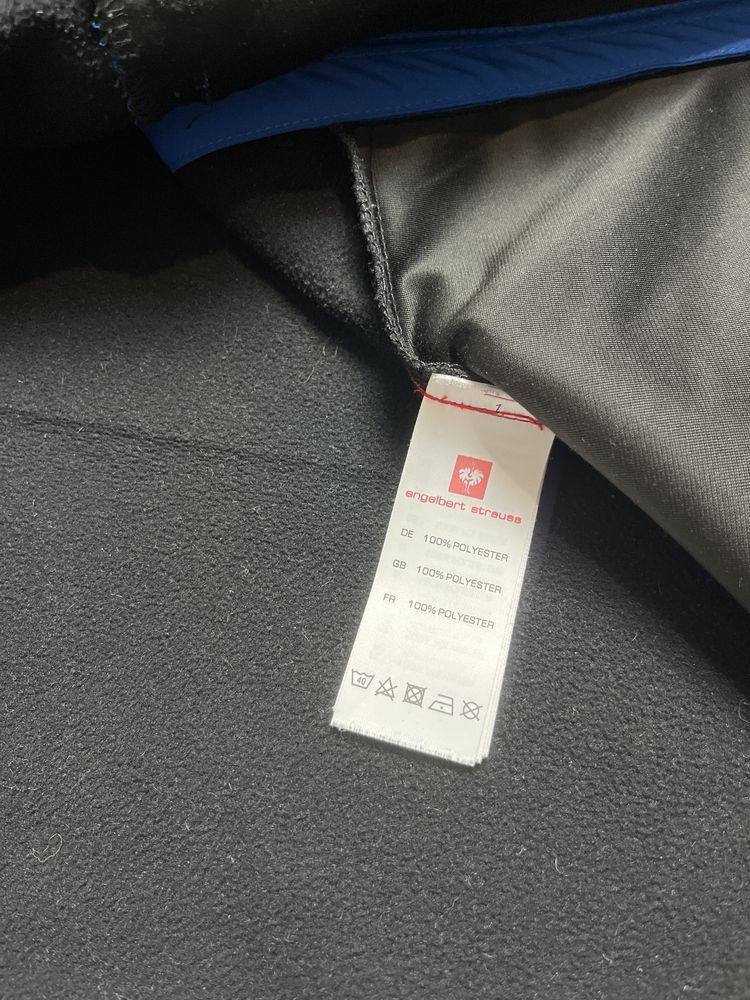 engelbert strauss
DE 100% POLYESTER
GB 100% POLYESTER
FR 100% POLYESTER
40